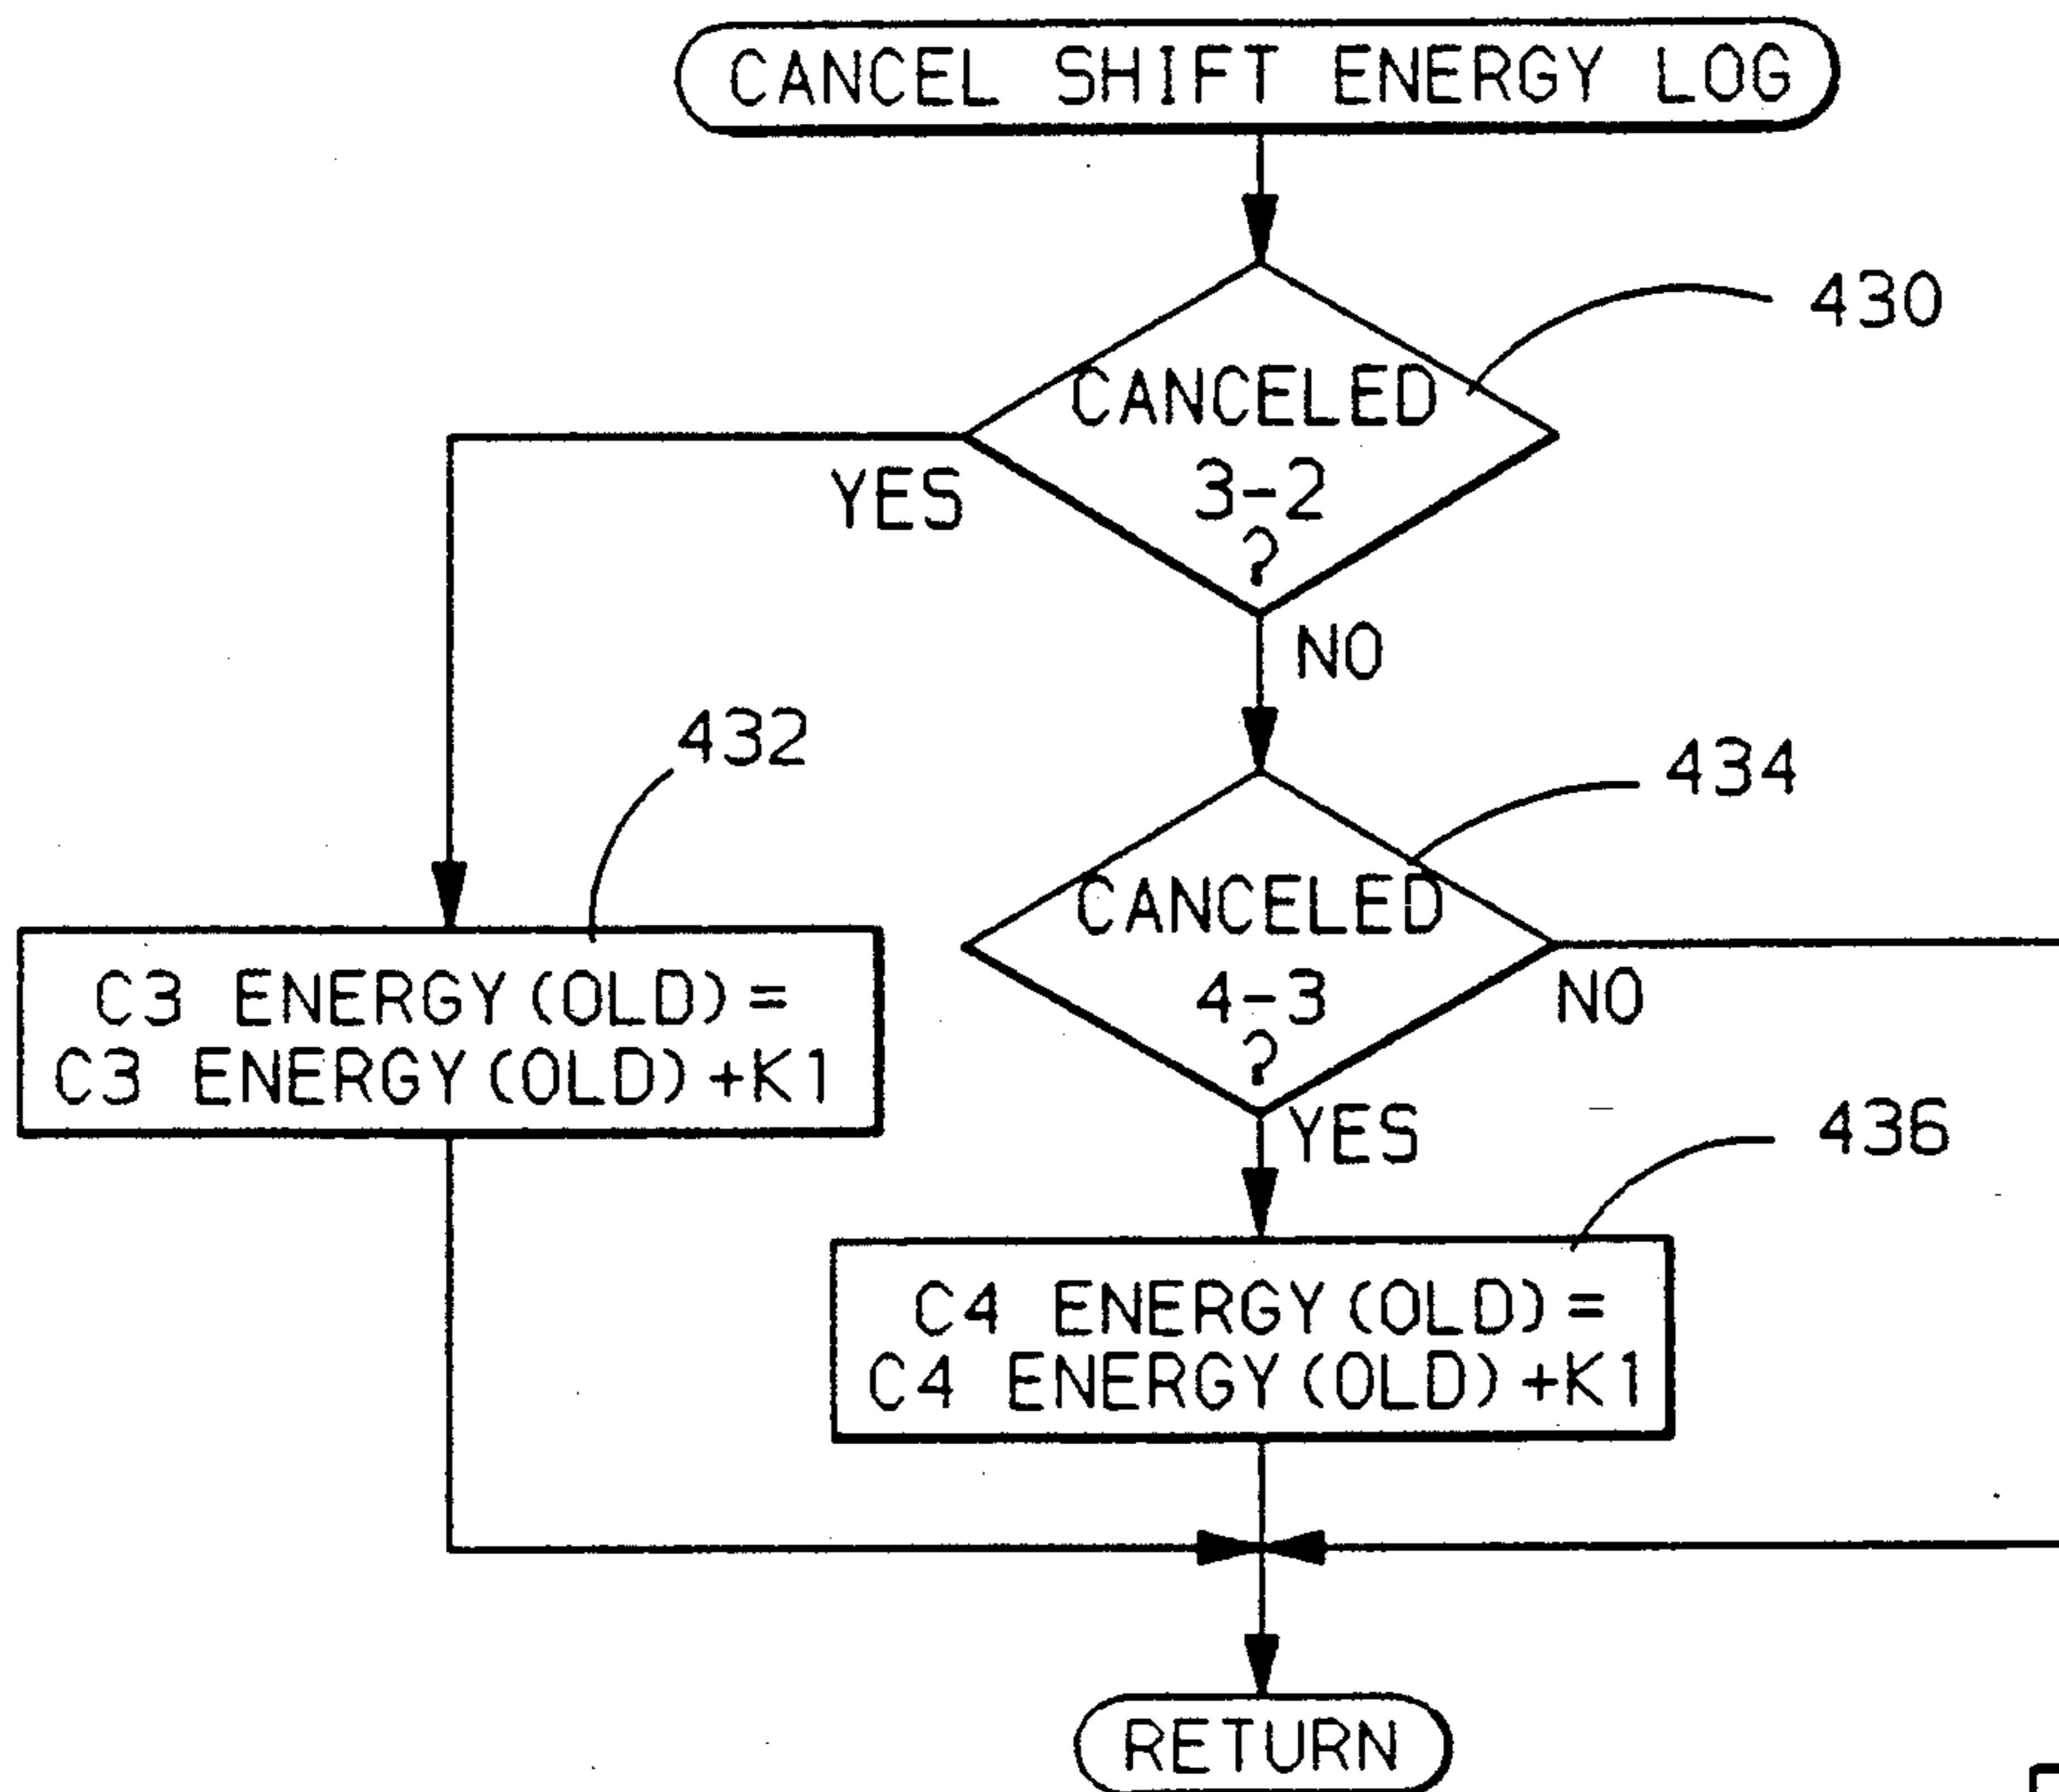 CANCEL SHIFT ENERGY LOG
430
CANCELED
3-2
?
YES
NO
432
434
CANCELED
4-3
?
NO
YES
C3 ENERGY(OLD)=
C3 ENERGY(OLD)+K1
436
C4 ENERGY(OLD)=
C4 ENERGY(OLD)+K1
RETURN